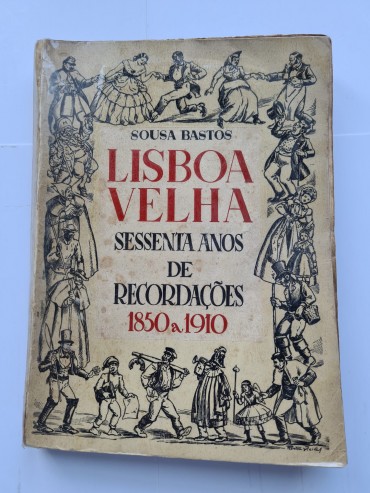 SOUSA BASTOS
LISBOA
VELHA
SESSENTA ANOS
DE
RECORDAÇÕES
1850 a 1910